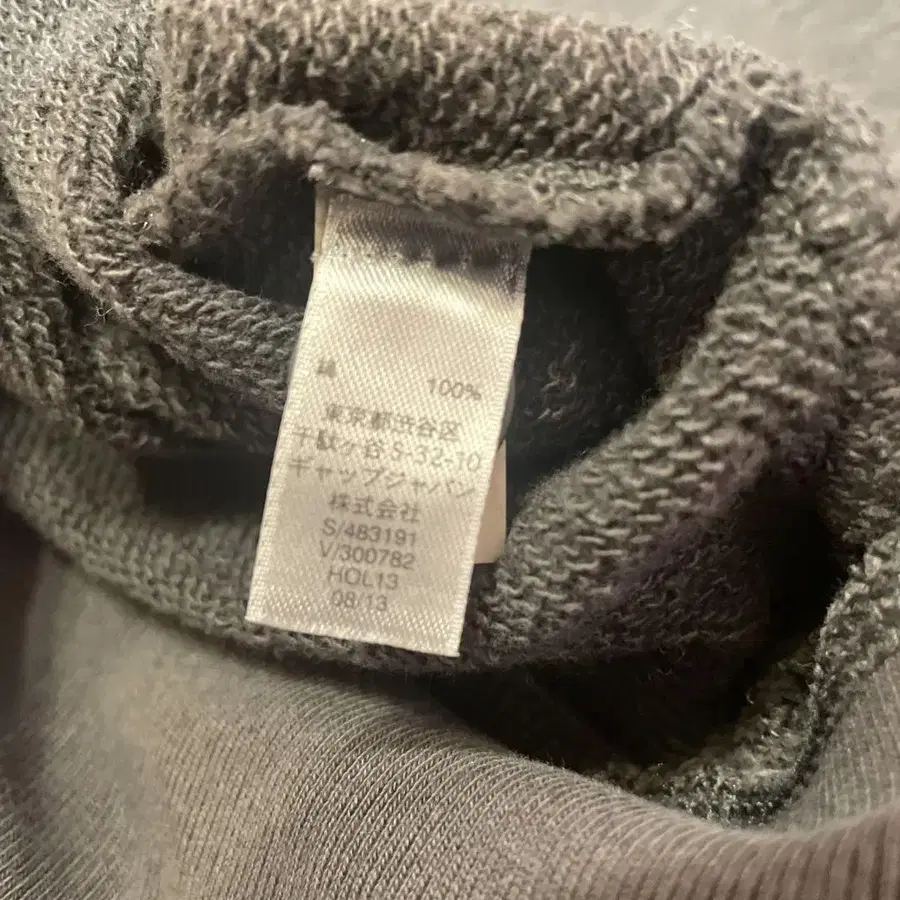 綿 100%
東京都渋谷区
千駄ヶ谷 5-32-10
ギャップジャパン
株式会社
S/483191
V/300782
HOL13
08/13